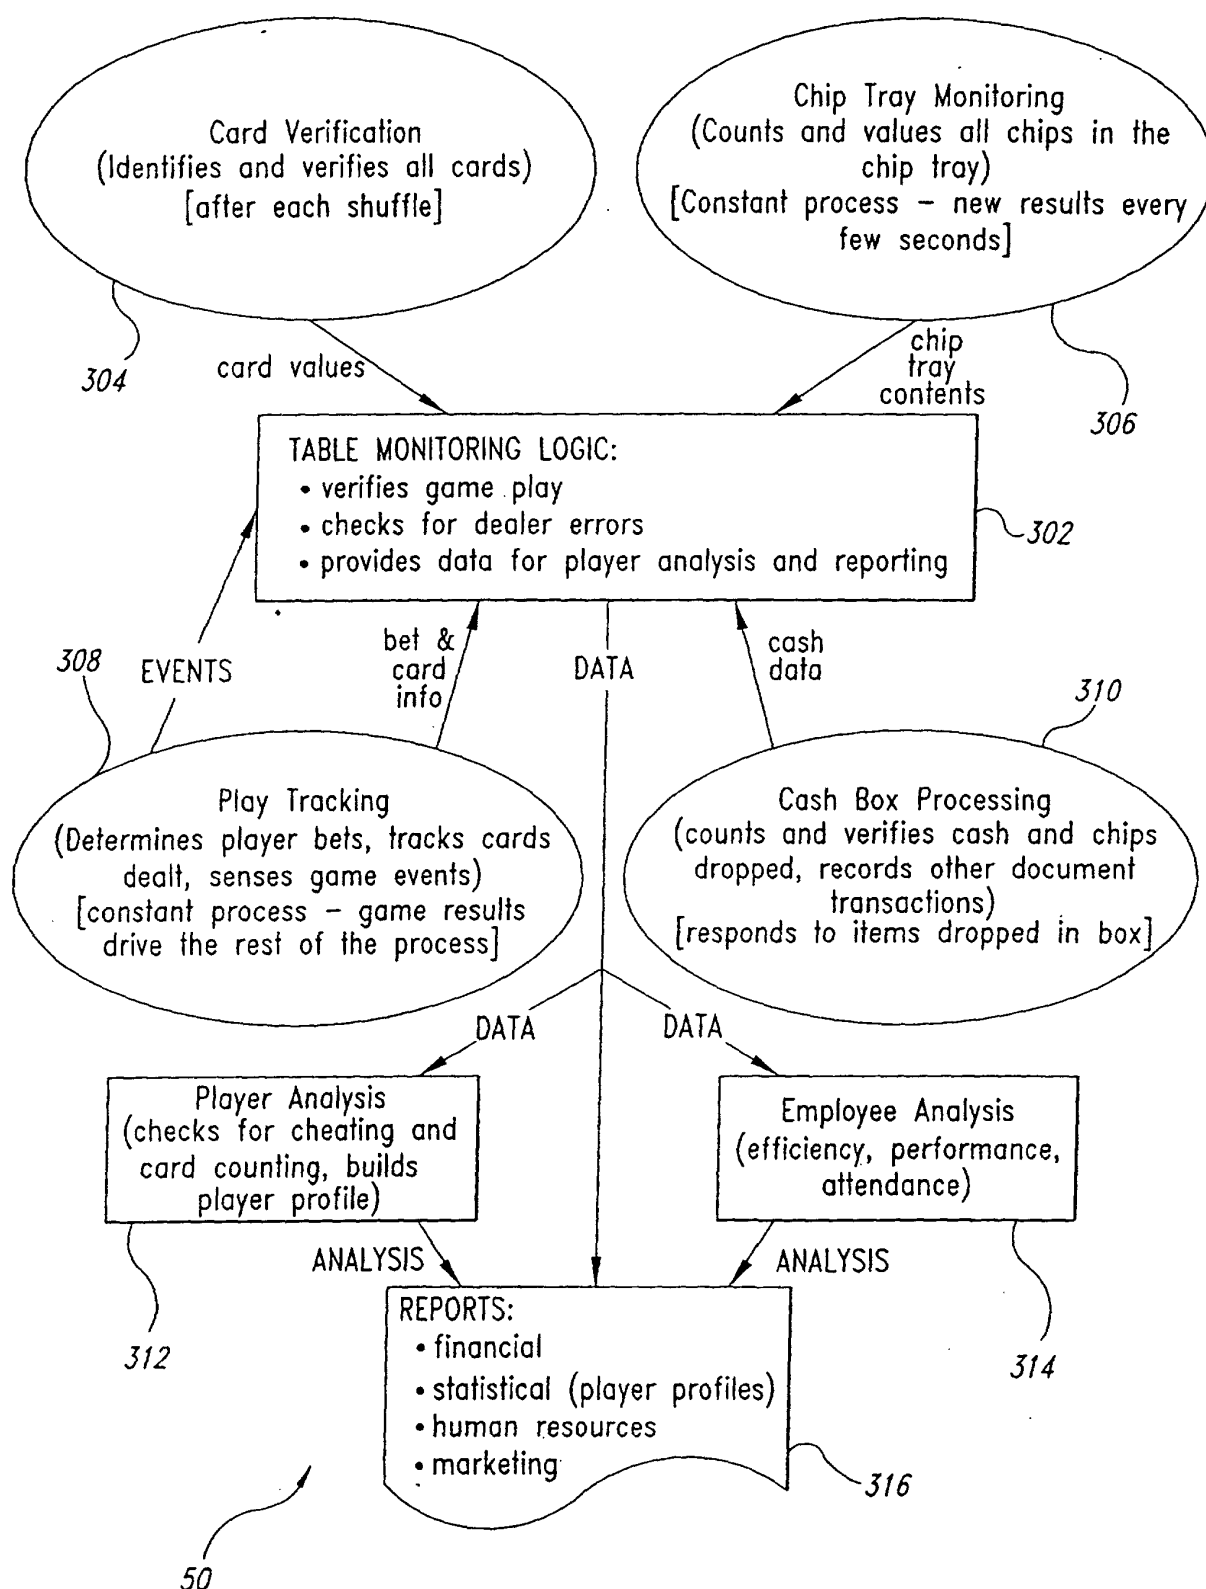 Card Verification
(Identifies and verifies all cards)
[after each shuffle]
Chip Tray Monitoring
(Counts and values all chips in the
chip tray)
[Constant process – new results every
few seconds]
304
card values
chip
tray
contents
306
TABLE MONITORING LOGIC:
• verifies game play
• checks for dealer errors
• provides data for player analysis and reporting
302
308
EVENTS
bet &
card
info
DATA
cash
data
310
Play Tracking
(Determines player bets, tracks cards
dealt, senses game events)
[constant process – game results
drive the rest of the process]
Cash Box Processing
(counts and verifies cash and chips
dropped, records other document
transactions)
[responds to items dropped in box]
DATA
DATA
Player Analysis
(checks for cheating and
card counting, builds
player profile)
Employee Analysis
(efficiency, performance,
attendance)
312
ANALYSIS
ANALYSIS
314
REPORTS:
• financial
• statistical (player profiles)
• human resources
• marketing
316
50